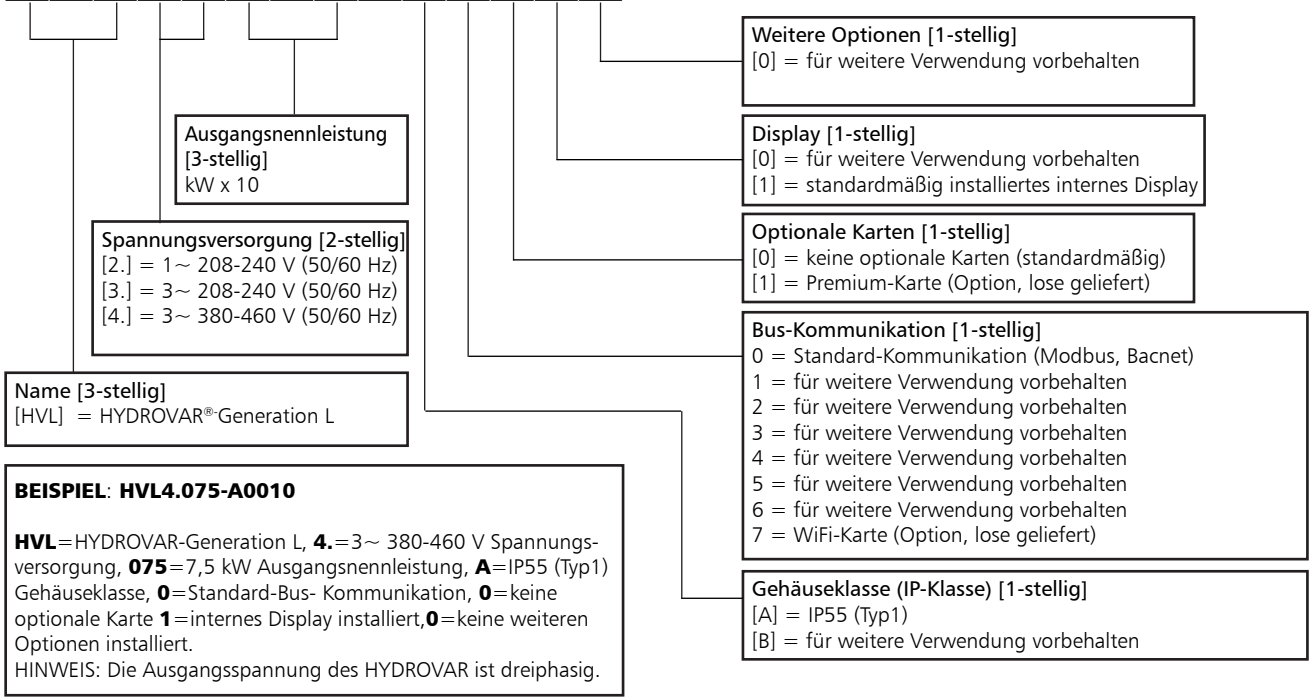 Ausgangsnennleistung
[3-stellig]
kW x 10
Spannungsversorgung [2-stellig]
[2.] = 1~ 208-240 V (50/60 Hz)
[3.] = 3~ 208-240 V (50/60 Hz)
[4.] = 3~ 380-460 V (50/60 Hz)
Name [3-stellig]
[HVL] = HYDROVAR®-Generation L
BEISPIEL: HVL4.075-A0010
HVL=HYDROVAR-Generation L, 4.=3~ 380-460 V Spannungs-
versorgung, 075=7,5 kW Ausgangsnennleistung, A=IP55 (Typ1)
Gehäuseklasse, 0=Standard-Bus- Kommunikation, 0=keine
optionale Karte 1=internes Display installiert,0=keine weiteren
Optionen installiert.
HINWEIS: Die Ausgangsspannung des HYDROVAR ist dreiphasig.
Weitere Optionen [1-stellig]
[0] = für weitere Verwendung vorbehalten
Display [1-stellig]
[0] = für weitere Verwendung vorbehalten
[1] = standardmäßig installiertes internes Display
Optionale Karten [1-stellig]
[0] = keine optionale Karten (standardmäßig)
[1] = Premium-Karte (Option, lose geliefert)
Bus-Kommunikation [1-stellig]
0 = Standard-Kommunikation (Modbus, Bacnet)
1 = für weitere Verwendung vorbehalten
2 = für weitere Verwendung vorbehalten
3 = für weitere Verwendung vorbehalten
4 = für weitere Verwendung vorbehalten
5 = für weitere Verwendung vorbehalten
6 = für weitere Verwendung vorbehalten
7 = WiFi-Karte (Option, lose geliefert)
Gehäuseklasse (IP-Klasse) [1-stellig]
[A] = IP55 (Typ1)
[B] = für weitere Verwendung vorbehalten